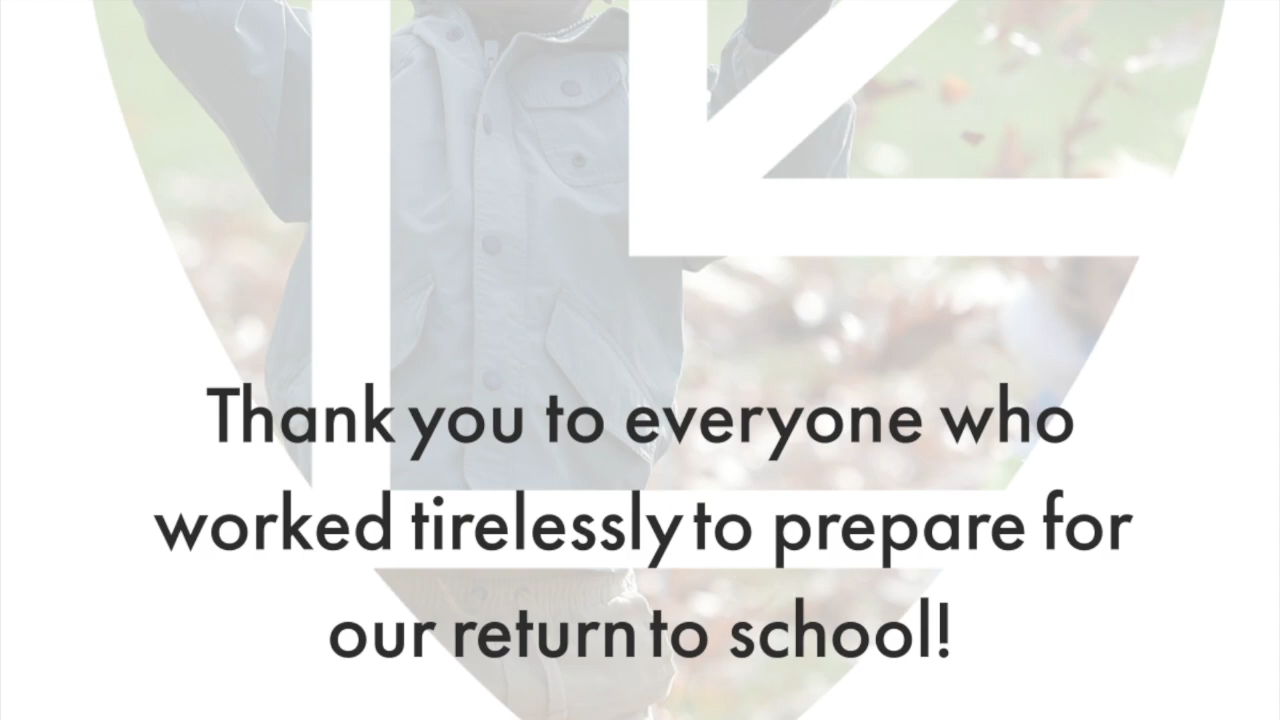 Thank you to everyone who
worked tirelessly to prepare for
our return to school!